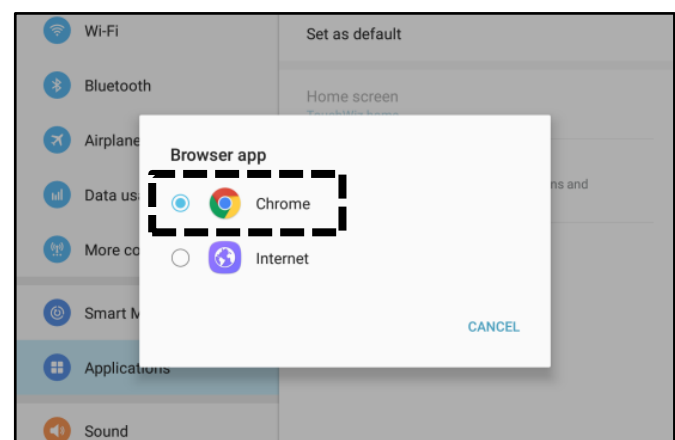 Wi-Fi
Set as default
Bluetooth
Home screen
Airplane
Browser app
Data us
ns and
Chrome
More co
Internet
Smart M
CANCEL
Applications
Sound